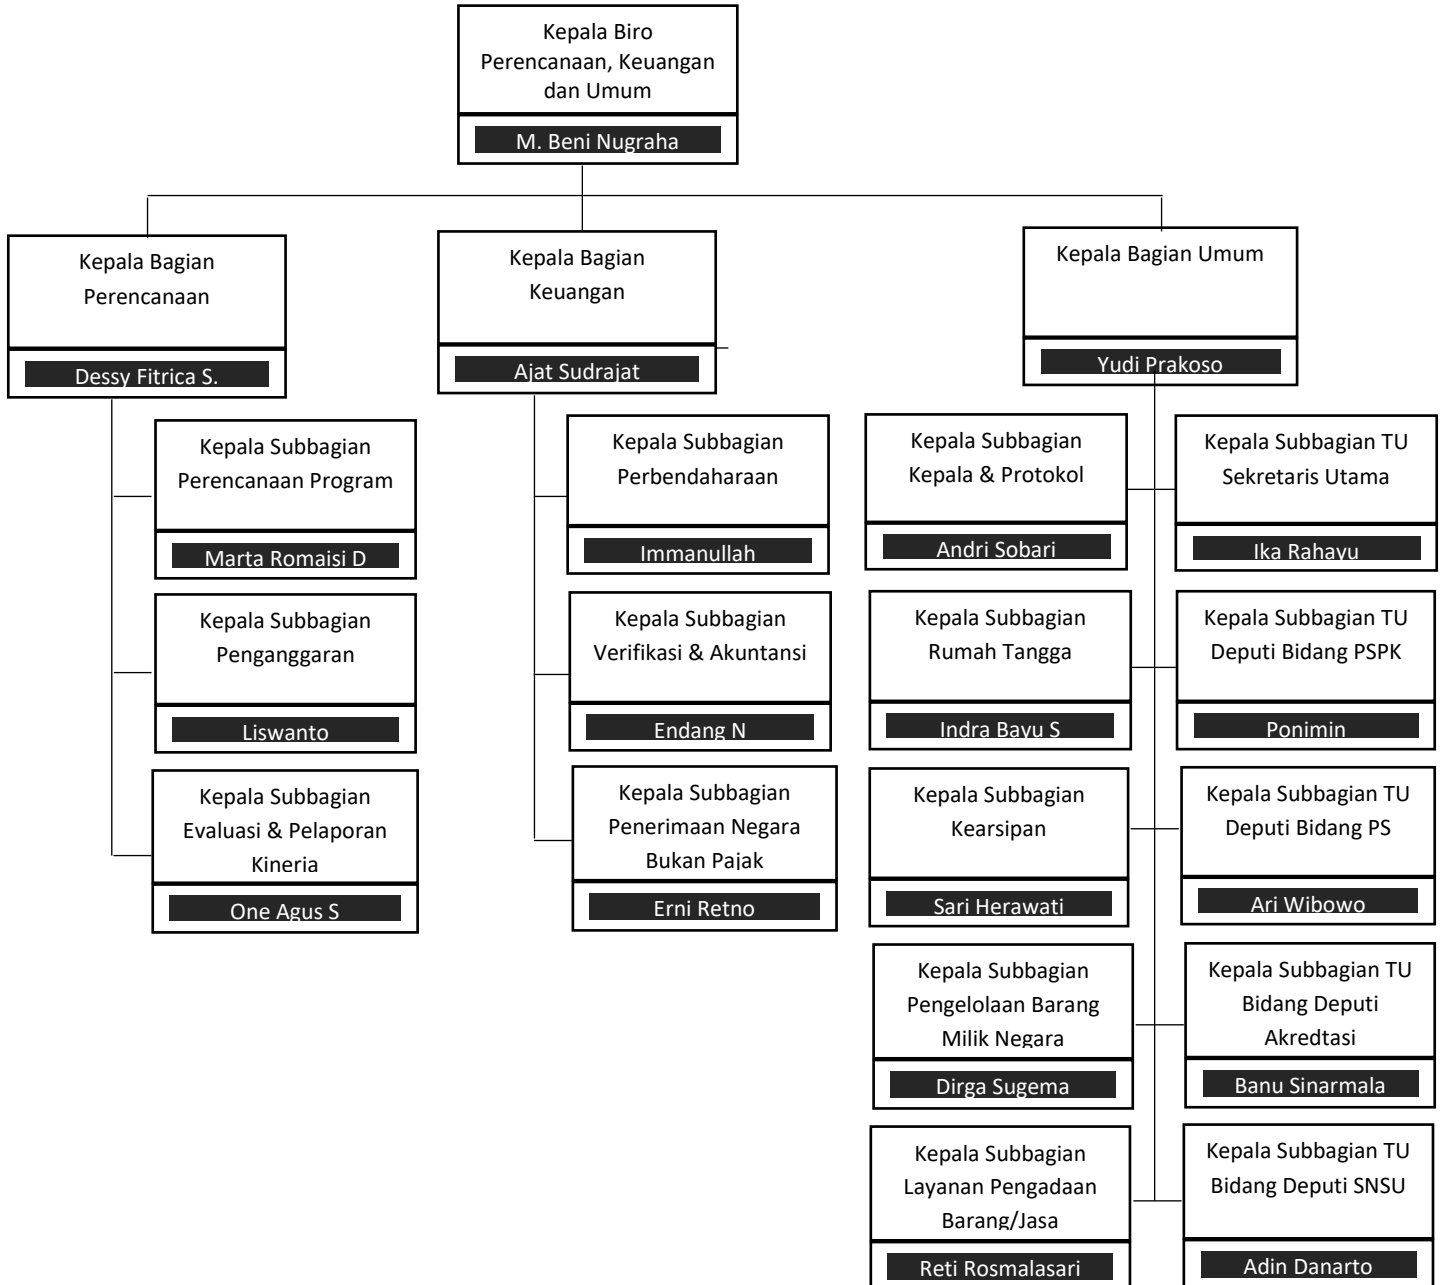 Kepala Biro
Perencanaan, Keuangan
dan Umum
M. Beni Nugraha
Kepala Bagian
Perencanaan
Dessy Fitrica S.
Kepala Bagian
Keuangan
Ajat Sudrajat
Kepala Bagian Umum
Yudi Prakoso
Kepala Subbagian
Perencanaan Program
Marta Romaisi D
Kepala Subbagian
Penganggaran
Liswanto
Kepala Subbagian
Evaluasi & Pelaporan
Kinerja
One Agus S
Kepala Subbagian
Perbendaharaan
Immanullah
Kepala Subbagian
Verifikasi & Akuntansi
Endang N
Kepala Subbagian
Penerimaan Negara
Bukan Pajak
Erni Retno
Kepala Subbagian
Kepala & Protokol
Andri Sobari
Kepala Subbagian TU
Sekretaris Utama
Ika Rahayu
Kepala Subbagian
Rumah Tangga
Indra Bayu S
Kepala Subbagian TU
Deputi Bidang PSPK
Ponimin
Kepala Subbagian
Kearsipan
Sari Herawati
Kepala Subbagian TU
Deputi Bidang PS
Ari Wibowo
Kepala Subbagian
Pengelolaan Barang
Milik Negara
Dirga Sugema
Kepala Subbagian TU
Bidang Deputi
Akredtasi
Banu Sinarmala
Kepala Subbagian
Layanan Pengadaan
Barang/Jasa
Reti Rosmalasari
Kepala Subbagian TU
Bidang Deputi SNSU
Adin Danarto